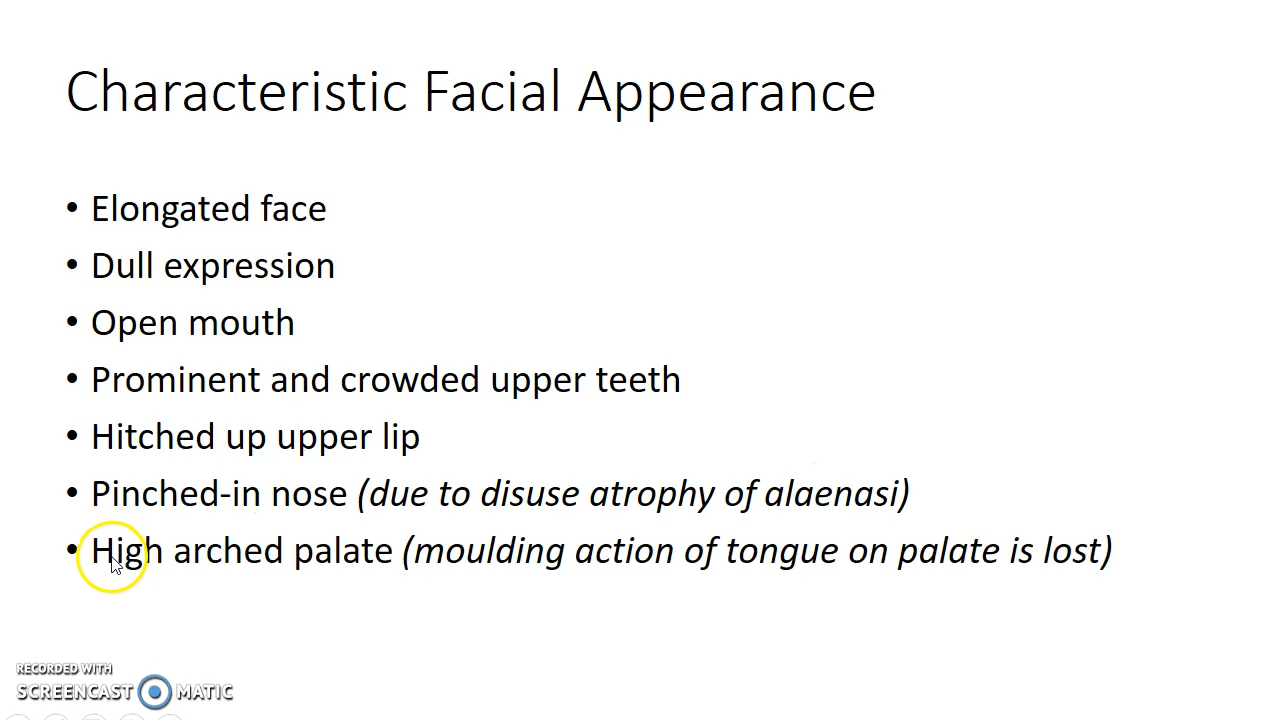 Characteristic Facial Appearance
• Elongated face
• Dull expression
• Open mouth
• Prominent and crowded upper teeth
• Hitched up upper lip
• Pinched-in nose (due to disuse atrophy of alaenasi)
• High arched palate (moulding action of tongue on palate is lost)
RECORDED WITH
SCREENCAST MATIC